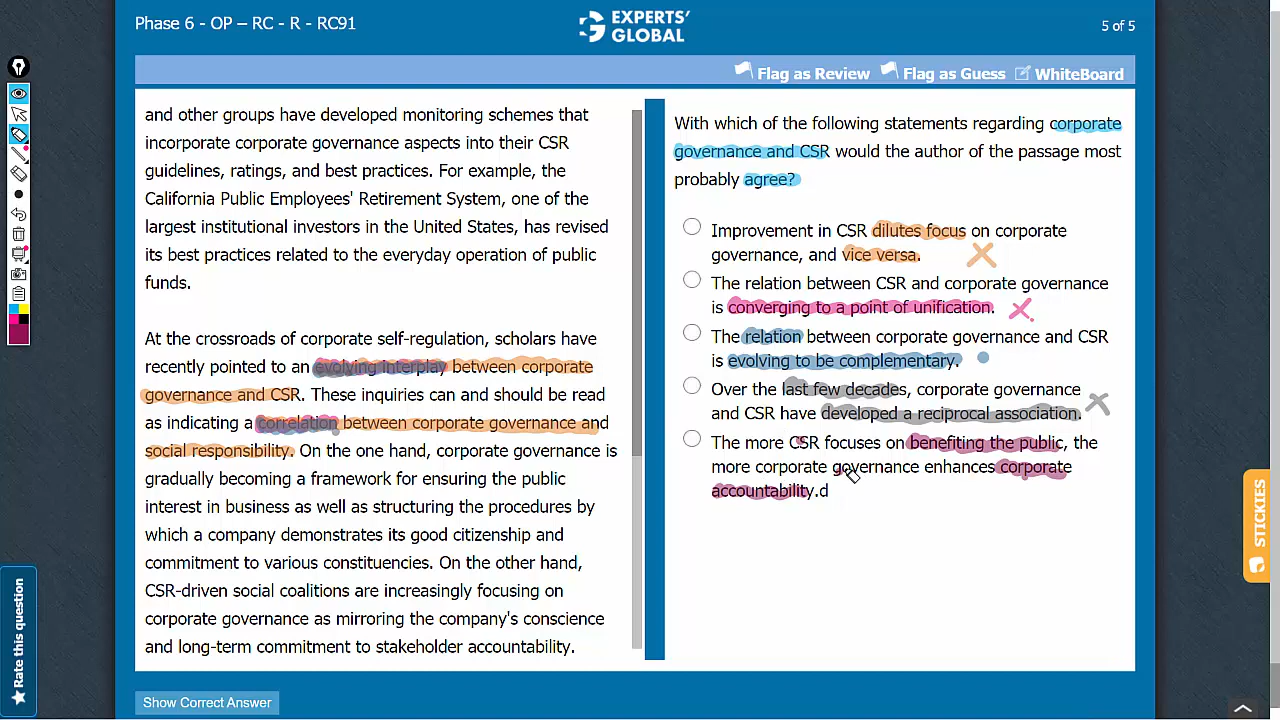 Phase 6 - OP – RC - R - RC91
EXPERTS'
GLOBAL
5 of 5
Flag as Review
Flag as Guess
WhiteBoard
and other groups have developed monitoring schemes that
incorporate corporate governance aspects into their CSR
guidelines, ratings, and best practices. For example, the
California Public Employees' Retirement System, one of the
largest institutional investors in the United States, has revised
its best practices related to the everyday operation of public
funds.
At the crossroads of corporate self-regulation, scholars have
recently pointed to an evolving interplay between corporate
governance and CSR. These inquiries can and should be read
as indicating a correlation between corporate governance and
social responsibility. On the one hand, corporate governance is
gradually becoming a framework for ensuring the public
interest in business as well as structuring the procedures by
which a company demonstrates its good citizenship and
commitment to various constituencies. On the other hand,
CSR-driven social coalitions are increasingly focusing on
corporate governance as mirroring the company's conscience
and long-term commitment to stakeholder accountability.
With which of the following statements regarding corporate
governance and CSR would the author of the passage most
probably agree?
Improvement in CSR dilutes focus on corporate
governance, and vice versa.
The relation between CSR and corporate governance
is converging to a point of unification.
The relation between corporate governance and CSR
is evolving to be complementary.
Over the last few decades, corporate governance
and CSR have developed a reciprocal association.
The more CSR focuses on benefiting the public, the
more corporate governance enhances corporate
accountability.d
Show Correct Answer
Rate this question
STICKIES